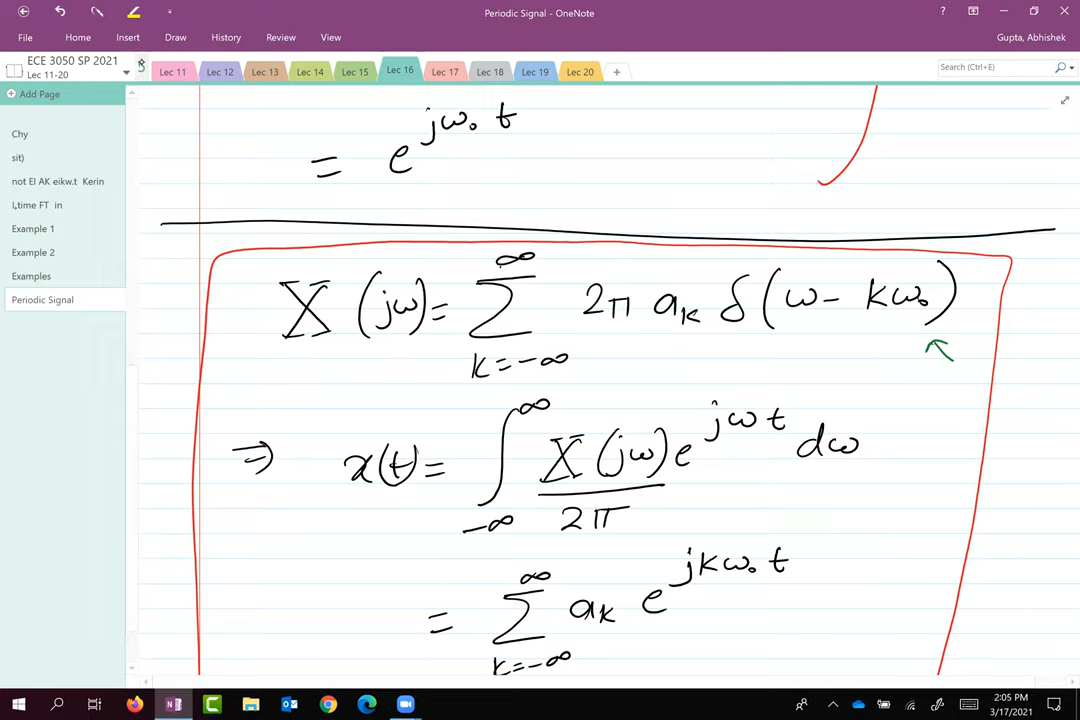 Periodic Signal - OneNote
Gupta, Abhishek
File Home Insert Draw History Review View
ECE 3050 SP 2021
Lec 11-20
Lec 11 Lec 12 Lec 13 Lec 14 Lec 15 Lec 16 Lec 17 Lec 18 Lec 19 Lec 20 +
Search (Ctrl+E)
Add Page
Chy
sit)
not EI AK eikw.t Kerin
I,time FT in
Example 1
Example 2
Examples
Periodic Signal
= e^{jω₀t}
X(jω) = ∑_{k=-∞}^{∞} 2π a_k δ(ω - kω₀)
⇒ x(t) = ∫_{-∞}^{∞} X(jω)/2π e^{jωt} dω
= ∑_{k=-∞}^{∞} a_k e^{jkω₀t}
2:05 PM
3/17/2021